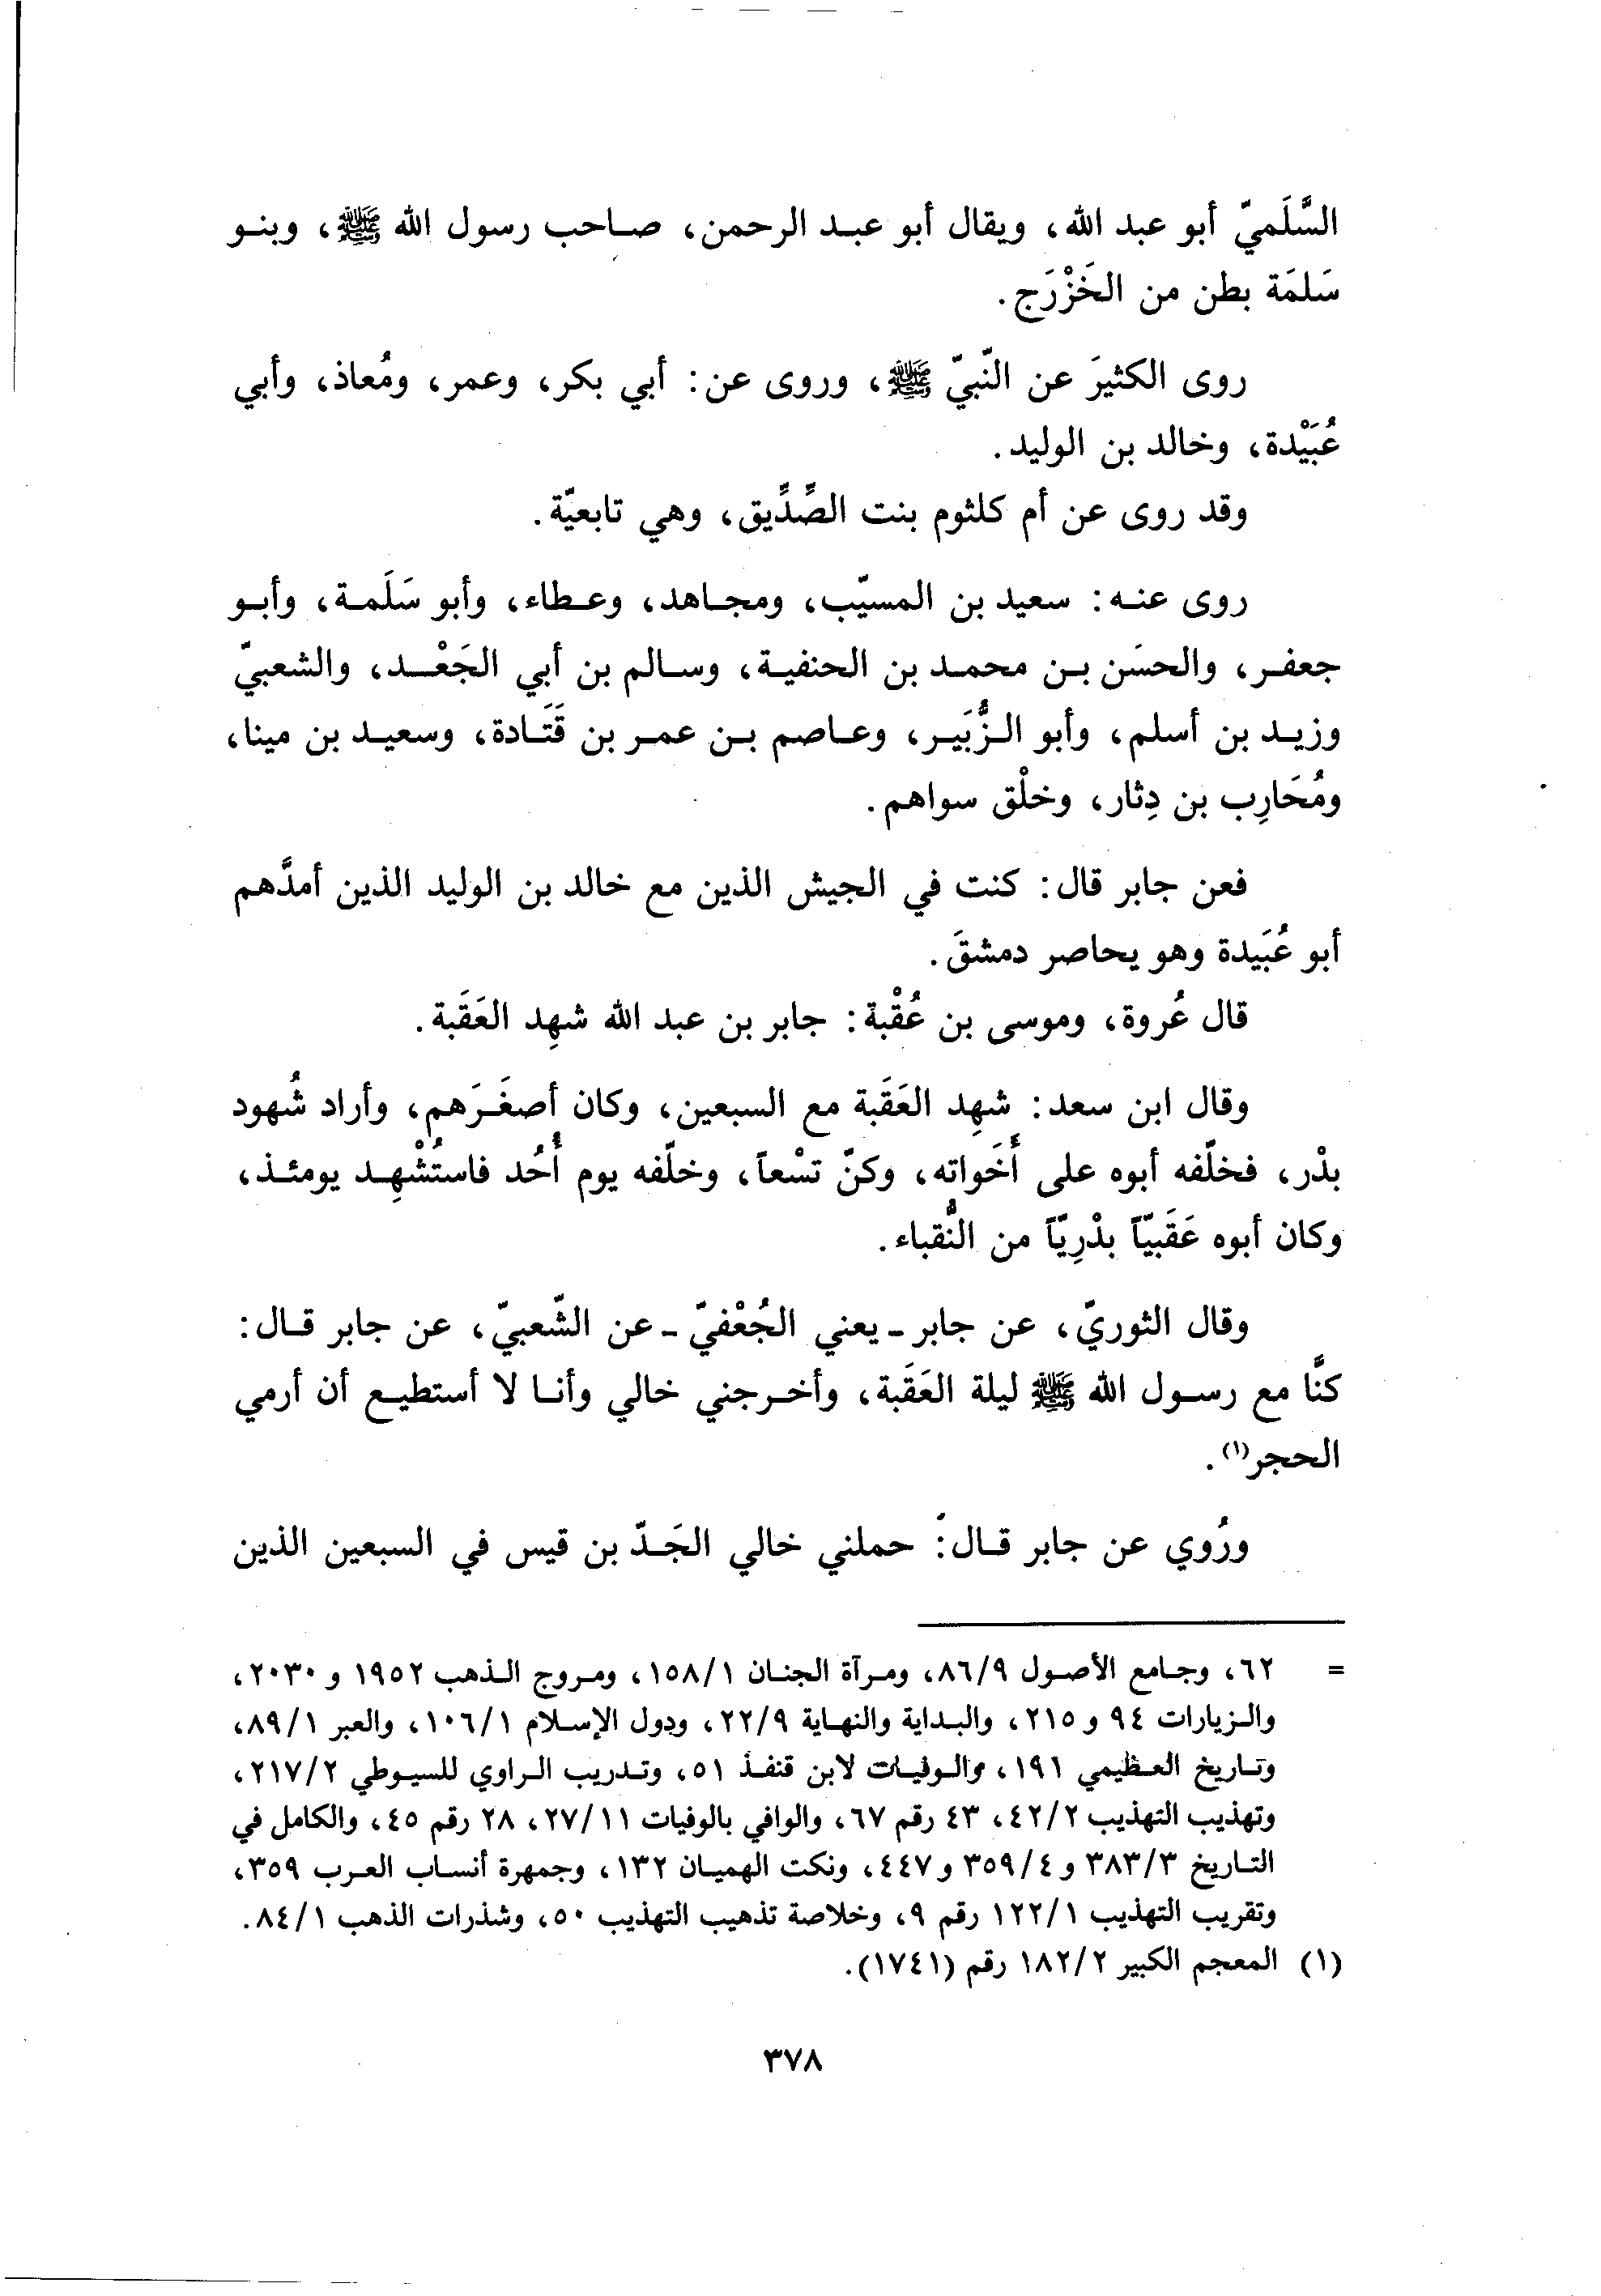 السَّلَميّ أبو عبد الله، ويقال أبو عبد الرحمن، صاحب رسول الله ﷺ، وبنو
سَلمَة بطن من الخَزْرَج.
روى الكثيرَ عن النّبيّ ﷺ، وروى عن: أبي بكر، وعمر، ومُعاذ، وأبي
عُبَيْدة، وخالد بن الوليد.
وقد روى عن أم كلثوم بنت الصِّدِّيق، وهي تابعيّة.
روى عنه: سعيد بن المسيّب، ومجاهد، وعطاء، وأبو سَلَمة، وأبو
جعفر، والحسَن بن محمد بن الحنفية، وسالم بن أبي الجَعْد، والشعبيّ
وزيد بن أسلم، وأبو الزُّبَير، وعاصم بن عمر بن قَتَادة، وسعيد بن مينا،
ومُحَارِب بن دِثار، وخلْق سواهم.
فعن جابر قال: كنت في الجيش الذين مع خالد بن الوليد الذين أمدَّهم
أبو عُبَيدة وهو يحاصر دمشقَ.
قال عُروة، وموسى بن عُقْبة: جابر بن عبد الله شهِد العَقَبة.
وقال ابن سعد: شهِد العَقَبة مع السبعين، وكان أصغَرَهم، وأراد شُهود
بدْر، فخلّفه أبوه على أَخَواته، وكنّ تسْعاً، وخلّفه يوم أُحُد فاستُشْهِد يومئذ،
وكان أبوه عَقَبيّاً بدْرِيّاً من النُّقباء.
وقال الثوريّ، عن جابر ـ يعني الجُعْفيّ ـ عن الشّعبيّ، عن جابر قال:
كنَّا مع رسول الله ﷺ ليلة العَقَبة، وأخرجني خالي وأنا لا أستطيع أن أرمي
الحجر(١).
ورُوي عن جابر قال: حملني خالي الجَدّ بن قيس في السبعين الذين
= ٦٢، وجامع الأصول ٨٦/٩، ومرآة الجنان ١٥٨/١، ومروج الذهب ١٩٥٢ و ٢٠٣٠،
والزيارات ٩٤ و ٢١٥، والبداية والنهاية ٢٢/٩، ودول الإسلام ١٠٦/١، والعبر ٨٩/١،
وتاريخ العظيمي ١٩١، والوفيات لابن قنفذ ٥١، وتدريب الراوي للسيوطي ٢١٧/٢،
وتهذيب التهذيب ٤٢/٢، ٤٣ رقم ٦٧، والوافي بالوفيات ٢٧/١١، ٢٨ رقم ٤٥، والكامل في
التاريخ ٣٨٣/٣ و ٣٥٩/٤ و ٤٤٧، ونكت الهميان ١٣٢، وجمهرة أنساب العرب ٣٥٩،
وتقريب التهذيب ١٢٢/١ رقم ٩، وخلاصة تذهيب التهذيب ٥٠، وشذرات الذهب ٨٤/١.
(١) المعجم الكبير ١٨٢/٢ رقم (١٧٤١).
٣٧٨